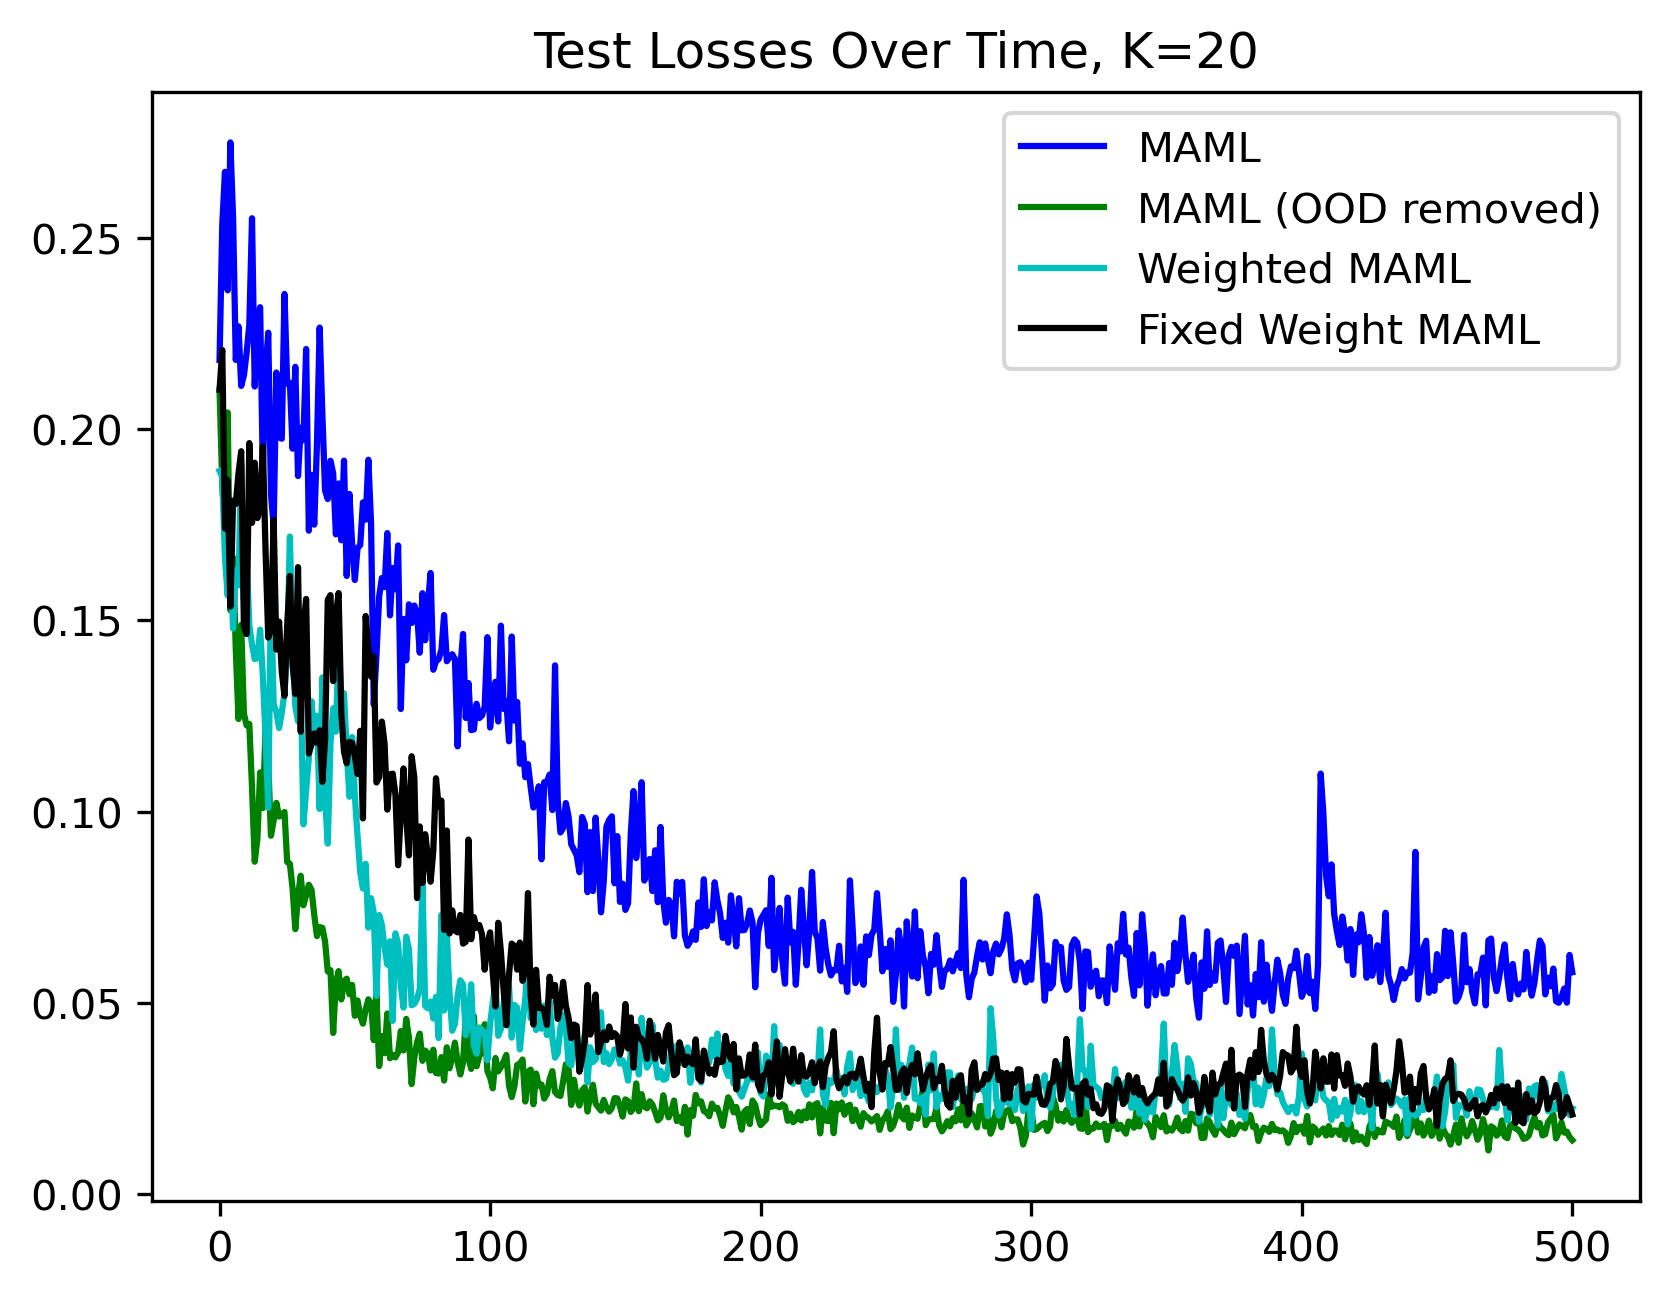 Test Losses Over Time, K=20
MAML
MAML (OOD removed)
Weighted MAML
Fixed Weight MAML
0.25
0.20
0.15
0.10
0.05
0.00
0 100 200 300 400 500